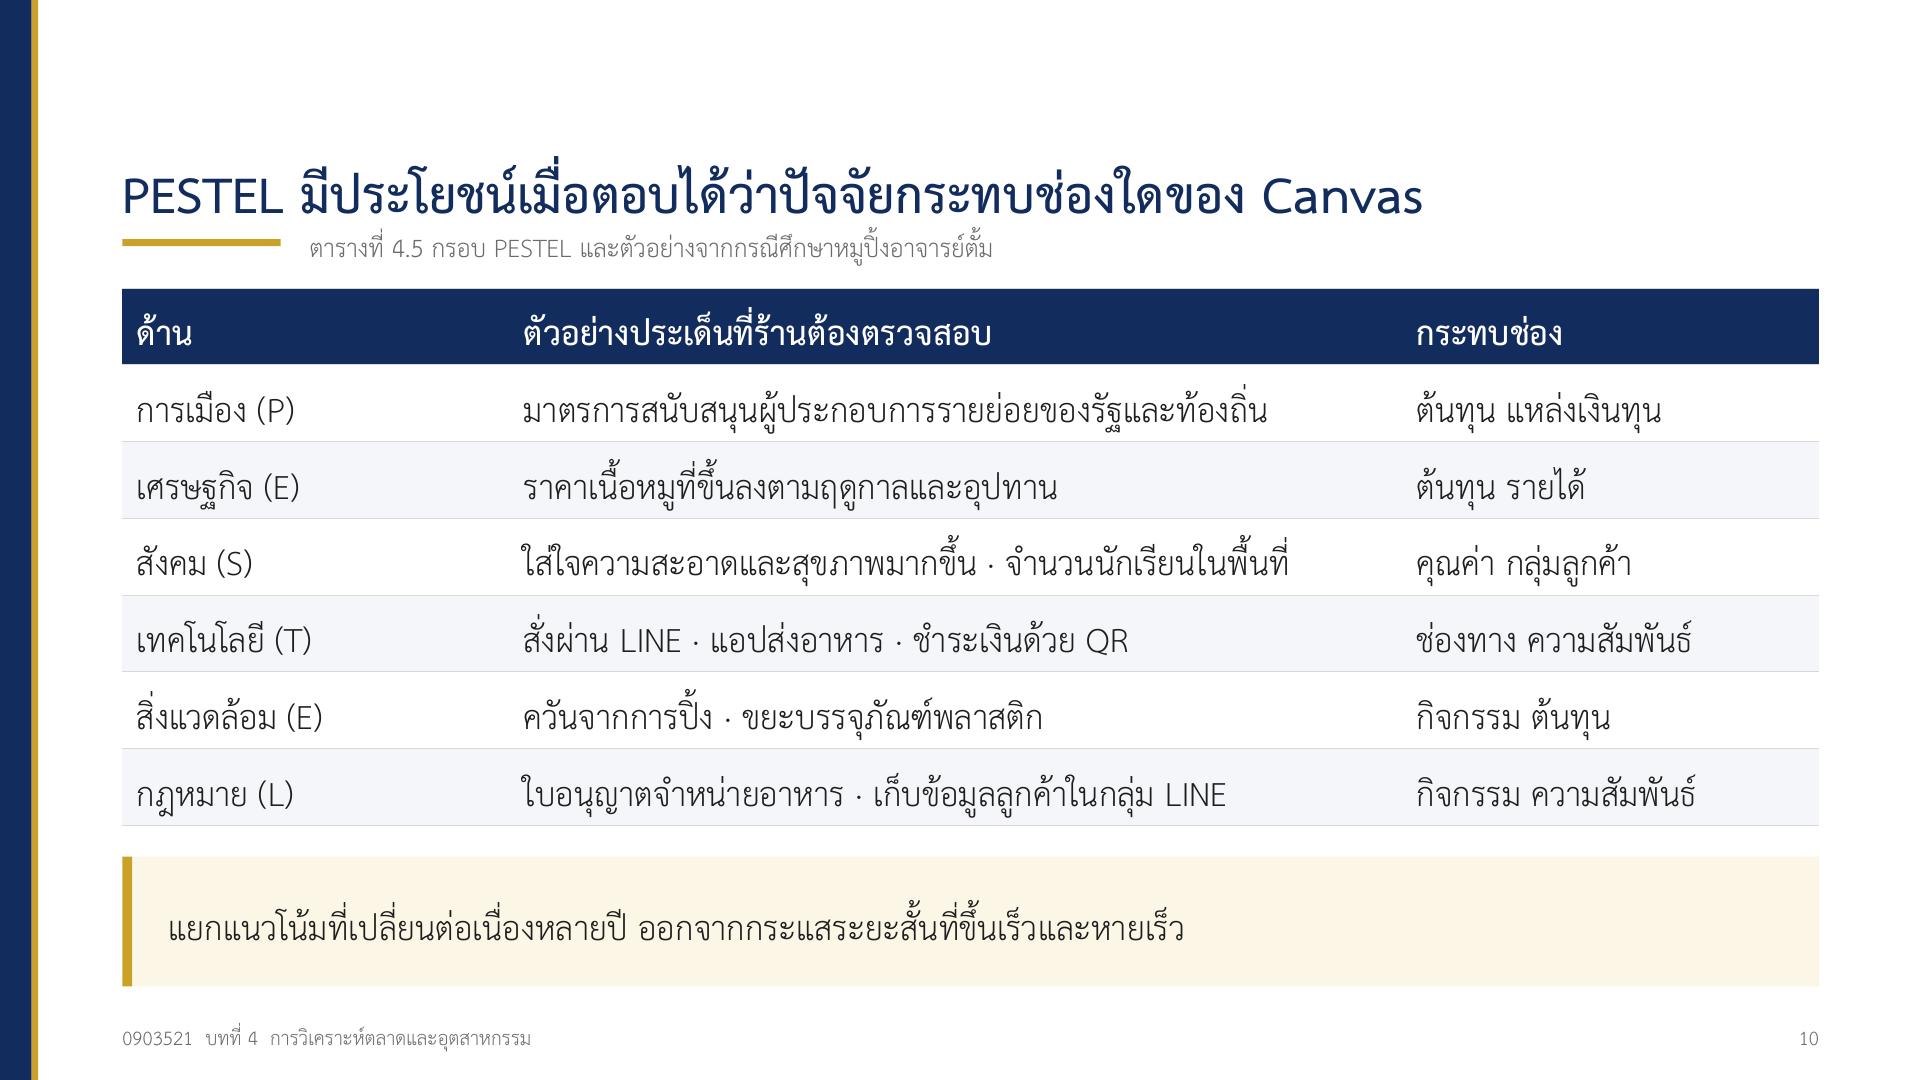 PESTEL มีประโยชน์เมื่อตอบได้ว่าปัจจัยกระทบช่องใดของ Canvas
ตารางที่ 4.5 กรอบ PESTEL และตัวอย่างจากกรณีศึกษาหมูปิ้งอาจารย์ตั้ม
ด้าน ตัวอย่างประเด็นที่ร้านต้องตรวจสอบ กระทบช่อง
การเมือง (P) มาตรการสนับสนุนผู้ประกอบการรายย่อยของรัฐและท้องถิ่น ต้นทุน แหล่งเงินทุน
เศรษฐกิจ (E) ราคาเนื้อหมูที่ขึ้นลงตามฤดูกาลและอุปทาน ต้นทุน รายได้
สังคม (S) ใส่ใจความสะอาดและสุขภาพมากขึ้น · จำนวนนักเรียนในพื้นที่ คุณค่า กลุ่มลูกค้า
เทคโนโลยี (T) สั่งผ่าน LINE · แอปส่งอาหาร · ชำระเงินด้วย QR ช่องทาง ความสัมพันธ์
สิ่งแวดล้อม (E) ควันจากการปิ้ง · ขยะบรรจุภัณฑ์พลาสติก กิจกรรม ต้นทุน
กฎหมาย (L) ใบอนุญาตจำหน่ายอาหาร · เก็บข้อมูลลูกค้าในกลุ่ม LINE กิจกรรม ความสัมพันธ์
แยกแนวโน้มที่เปลี่ยนต่อเนื่องหลายปี ออกจากกระแสระยะสั้นที่ขึ้นเร็วและหายเร็ว
0903521 บทที่ 4 การวิเคราะห์ตลาดและอุตสาหกรรม 10